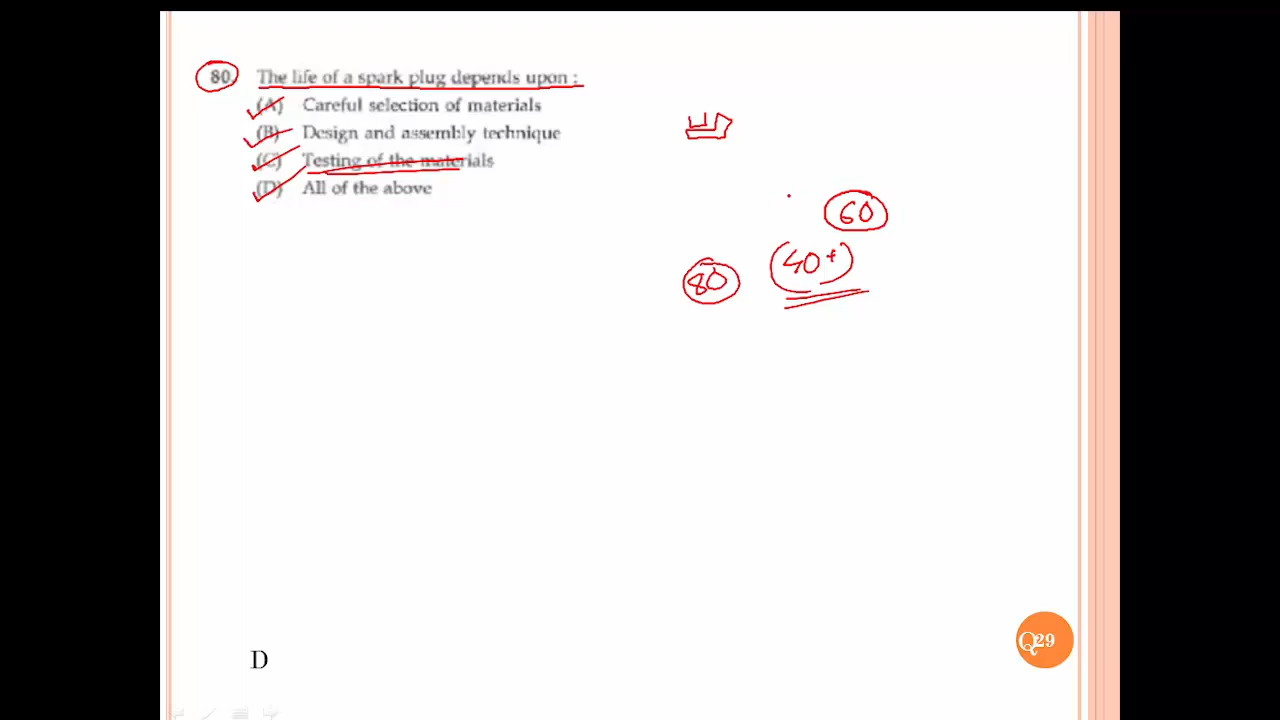 80. The life of a spark plug depends upon :
(A) Careful selection of materials
(B) Design and assembly technique
(C) Testing of the materials
(D) All of the above
60
80 (40+)
D
Q29